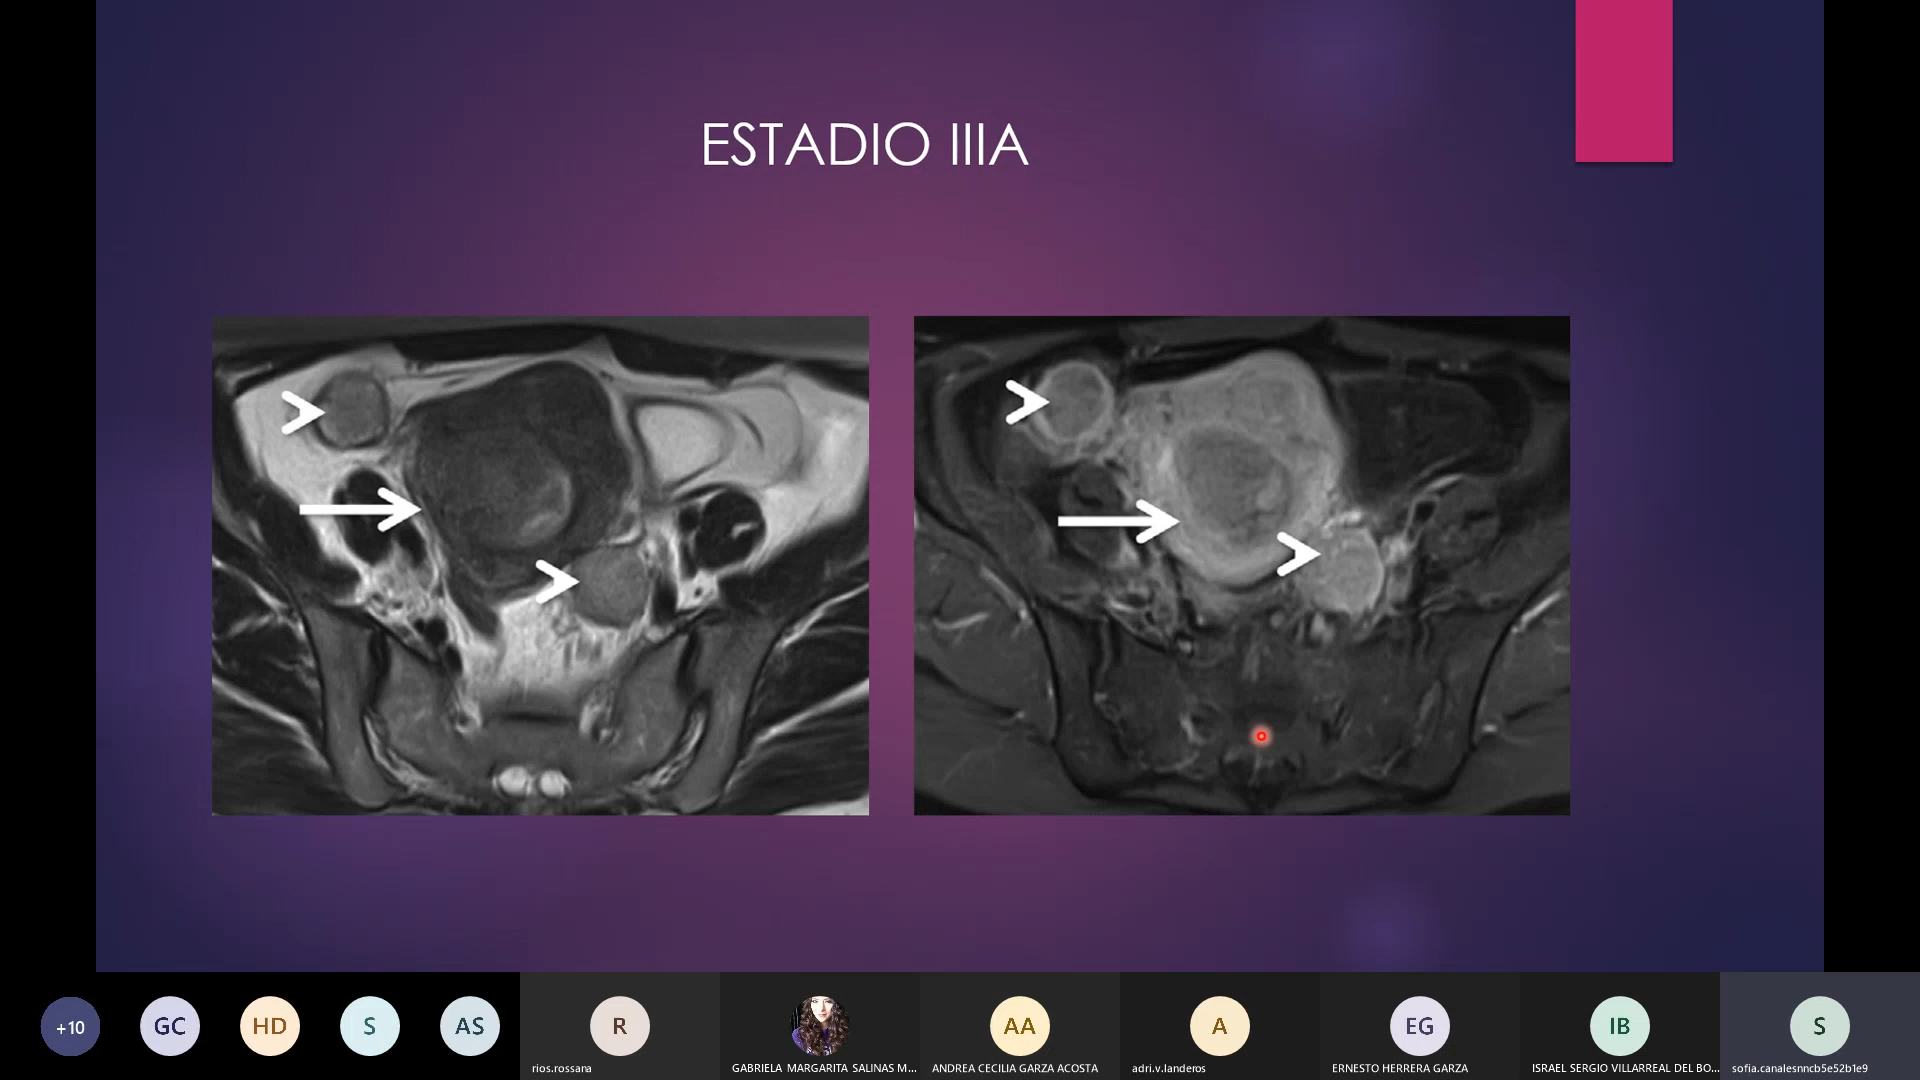 ESTADIO IIIA
+10
GC
HD
S
AS
R
AA
A
EG
IB
S
rios.rossana
GABRIELA MARGARITA SALINAS M...
ANDREA CECILIA GARZA ACOSTA
adri.v.landeros
ERNESTO HERRERA GARZA
ISRAEL SERGIO VILLARREAL DEL BO...
sofia.canalesnncb5e52b1e9